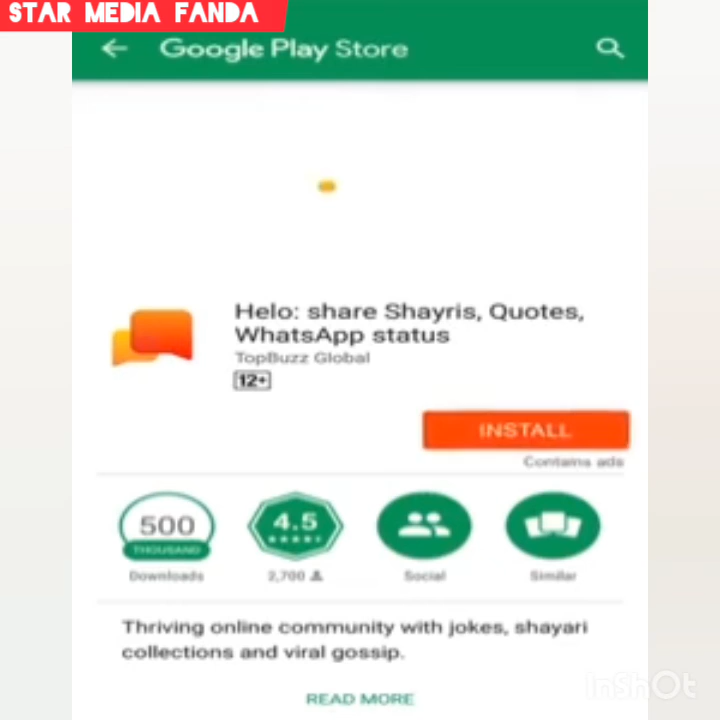 STAR MEDIA FANDA
Google Play Store
Helo: share Shayris, Quotes,
WhatsApp status
TopBuzz Global
12+
INSTALL
Contains ads
500
THOUSAND
Downloads
4.5
2,700
Social
Similar
Thriving online community with jokes, shayari
collections and viral gossip.
READ MORE
InShOt